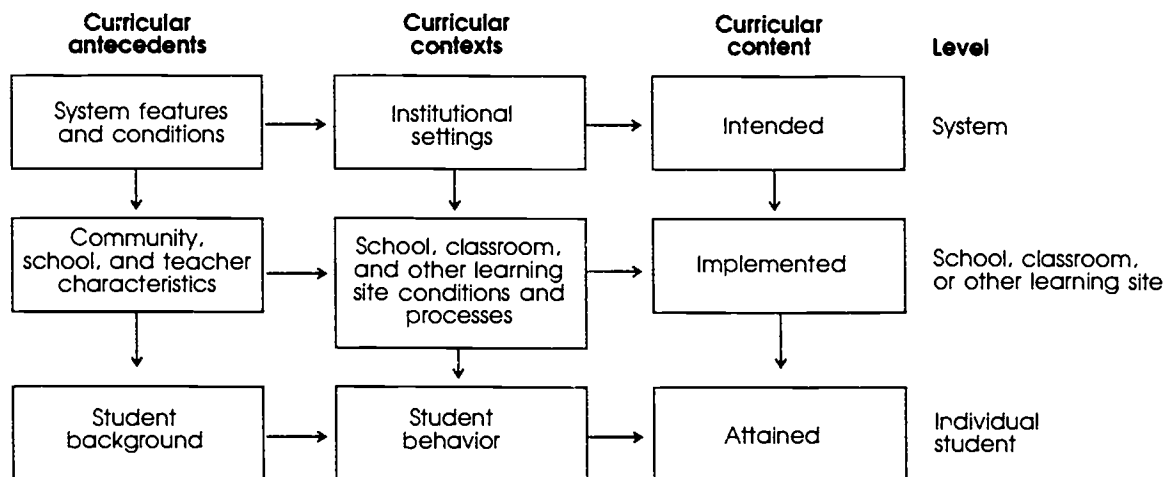 Curricular
antecedents
Curricular
contexts
Curricular
content
Level
System features
and conditions
Institutional
settings
Intended
System
Community,
school, and teacher
characteristics
School, classroom,
and other learning
site conditions and
processes
Implemented
School, classroom,
or other learning site
Student
background
Student
behavior
Attained
Individual
student